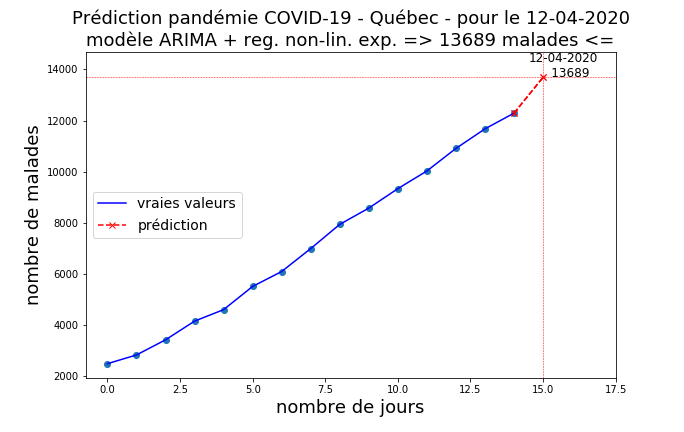 Prédiction pandémie COVID-19 - Québec - pour le 12-04-2020
modèle ARIMA + reg. non-lin. exp. => 13689 malades <=
12-04-2020
13689
14000
12000
10000
8000
6000
4000
2000
nombre de malades
vraies valeurs
prédiction
0.0 2.5 5.0 7.5 10.0 12.5 15.0 17.5
nombre de jours